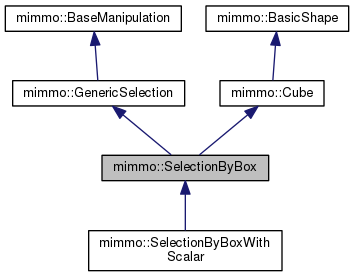 mimmo::BaseManipulation
mimmo::BasicShape
mimmo::GenericSelection
mimmo::Cube
mimmo::SelectionByBox
mimmo::SelectionByBoxWith
Scalar